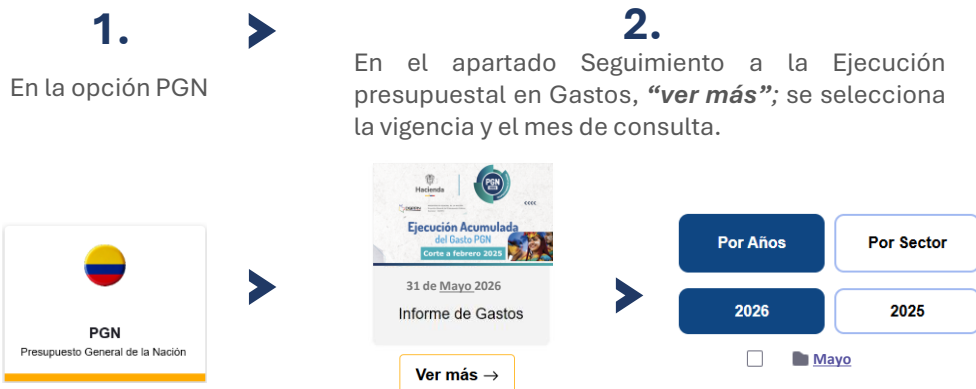 1.
En la opción PGN
2.
En el apartado Seguimiento a la Ejecución
presupuestal en Gastos, “ver más”; se selecciona
la vigencia y el mes de consulta.
PGN
Presupuesto General de la Nación
Hacienda
PGN
Ejecución Acumulada
del Gasto PGN
Corte a febrero 2025
31 de Mayo 2026
Informe de Gastos
Ver más →
Por Años
Por Sector
2026
2025
Mayo